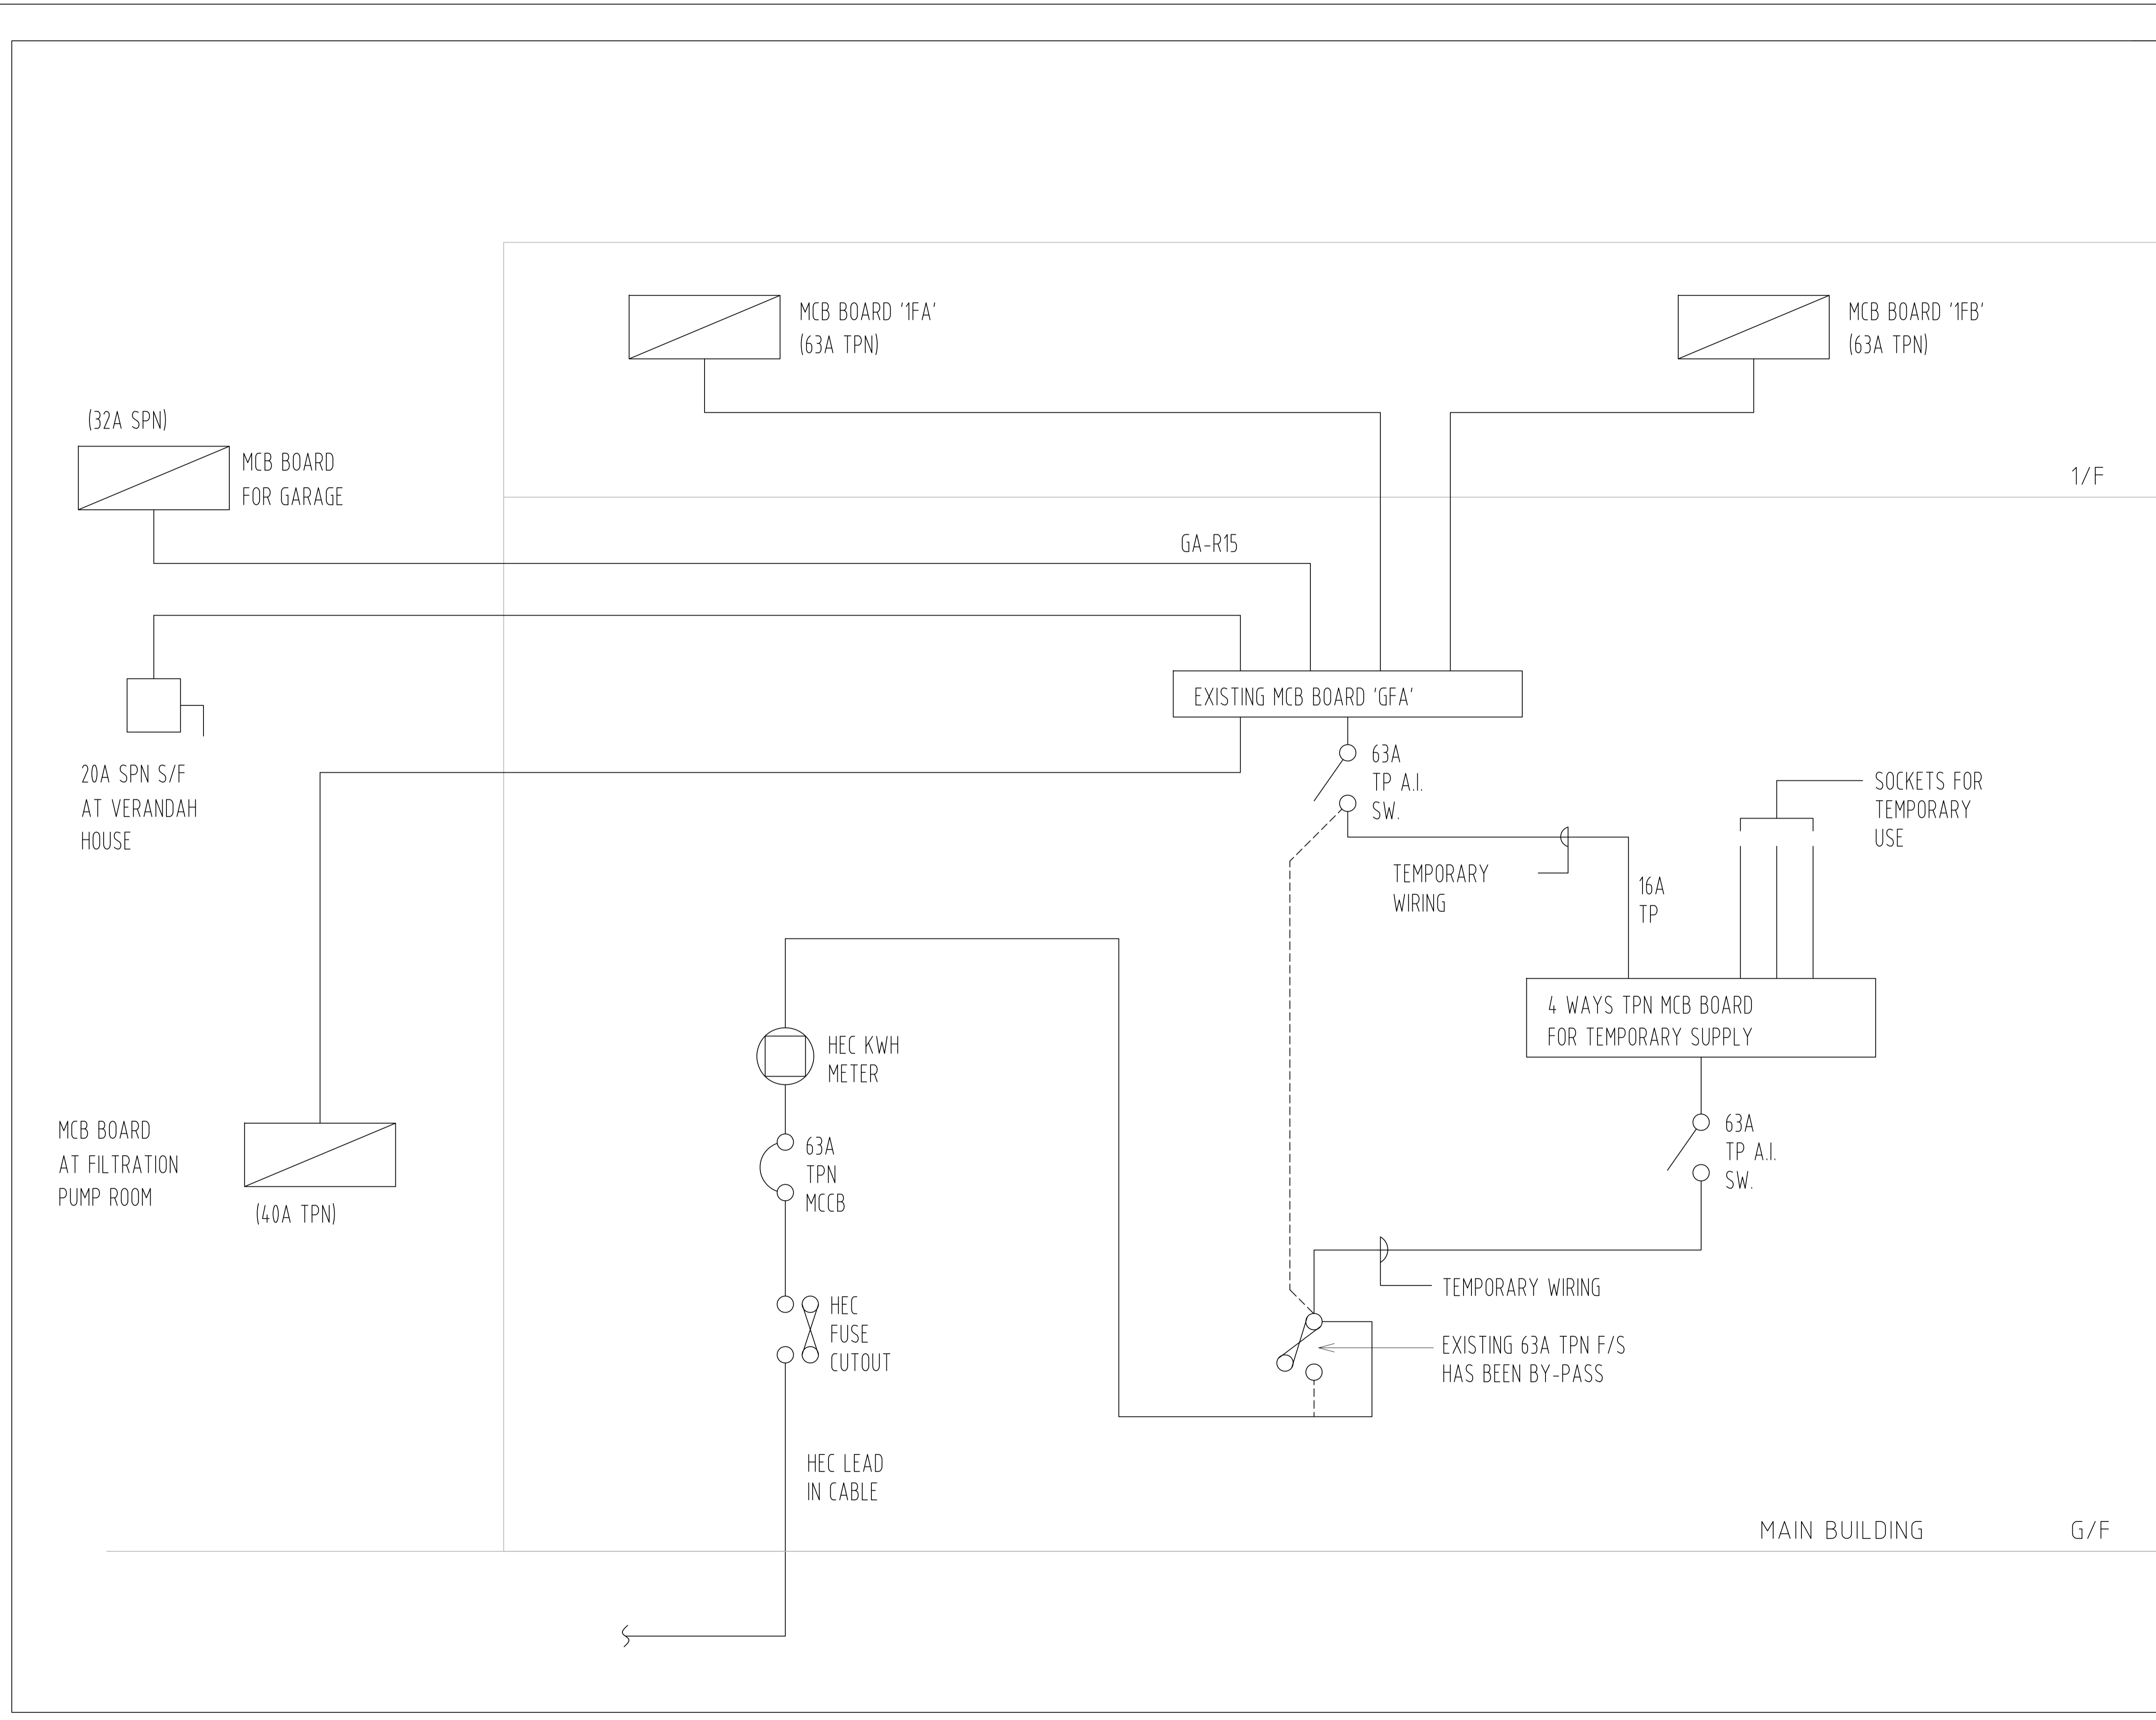 MCB BOARD '1FA'
(63A TPN)
MCB BOARD '1FB'
(63A TPN)
(32A SPN)
MCB BOARD
FOR GARAGE
1/F
GA-R15
EXISTING MCB BOARD 'GFA'
20A SPN S/F
AT VERANDAH
HOUSE
63A
TP A.I.
SW.
SOCKETS FOR
TEMPORARY
USE
TEMPORARY
WIRING
16A
TP
4 WAYS TPN MCB BOARD
FOR TEMPORARY SUPPLY
HEC KWH
METER
MCB BOARD
AT FILTRATION
PUMP ROOM
(40A TPN)
63A
TPN
MCCB
63A
TP A.I.
SW.
TEMPORARY WIRING
HEC
FUSE
CUTOUT
EXISTING 63A TPN F/S
HAS BEEN BY-PASS
HEC LEAD
IN CABLE
MAIN BUILDING
G/F